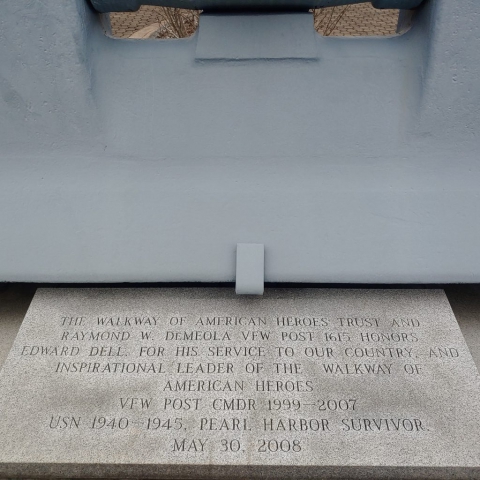 THE WALKWAY OF AMERICAN HEROES TRUST AND
RAYMOND W. DEMEOLA VFW POST 1615 HONORS
EDWARD DELL, FOR HIS SERVICE TO OUR COUNTRY, AND
INSPIRATIONAL LEADER OF THE WALKWAY OF
AMERICAN HEROES
VFW POST CMDR 1999-2007
USN 1940-1945, PEARL HARBOR SURVIVOR.
MAY 30, 2008